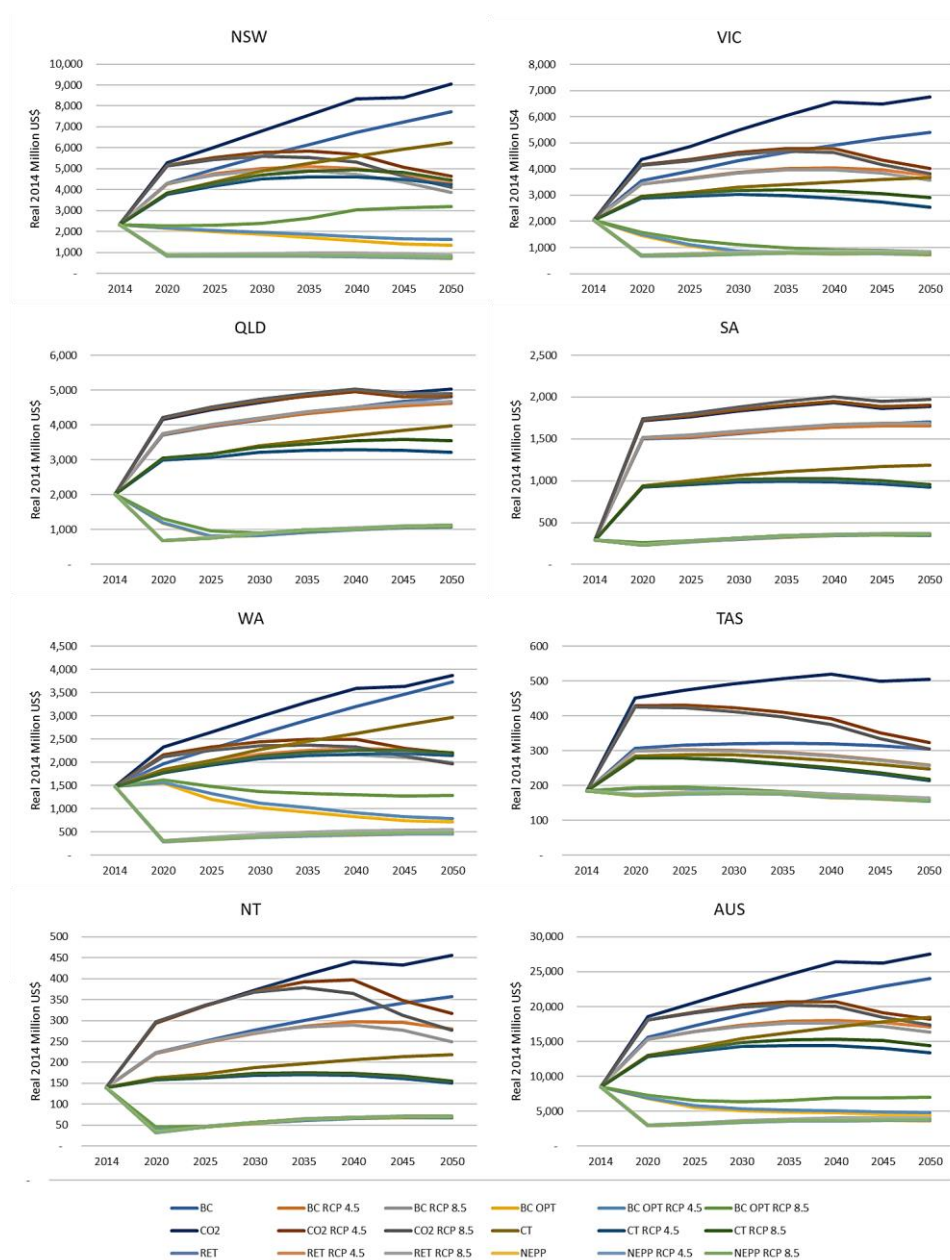 NSW
Real 2014 Million US$
10,000
9,000
8,000
7,000
6,000
5,000
4,000
3,000
2,000
1,000
-
2014 2020 2025 2030 2035 2040 2045 2050
VIC
Real 2014 Million US4
8,000
7,000
6,000
5,000
4,000
3,000
2,000
1,000
-
2014 2020 2025 2030 2035 2040 2045 2050
QLD
Real 2014 Million US$
6,000
5,000
4,000
3,000
2,000
1,000
-
2014 2020 2025 2030 2035 2040 2045 2050
SA
Real 2014 Million US$
2,500
2,000
1,500
1,000
500
-
2014 2020 2025 2030 2035 2040 2045 2050
WA
Real 2014 Million US$
4,500
4,000
3,500
3,000
2,500
2,000
1,500
1,000
500
-
2014 2020 2025 2030 2035 2040 2045 2050
TAS
Real 2014 Million US$
600
500
400
300
200
100
-
2014 2020 2025 2030 2035 2040 2045 2050
NT
Real 2014 Million US$
500
450
400
350
300
250
200
150
100
50
-
2014 2020 2025 2030 2035 2040 2045 2050
AUS
Real 2014 Million US$
30,000
25,000
20,000
15,000
10,000
5,000
-
2014 2020 2025 2030 2035 2040 2045 2050
-
BC BC RCP 4.5 BC RCP 8.5 BC OPT BC OPT RCP 4.5 BC OPT RCP 8.5
CO2 CO2 RCP 4.5 CO2 RCP 8.5 CT CT RCP 4.5 CT RCP 8.5
RET RET RCP 4.5 RET RCP 8.5 NEPP NEPP RCP 4.5 NEPP RCP 8.5